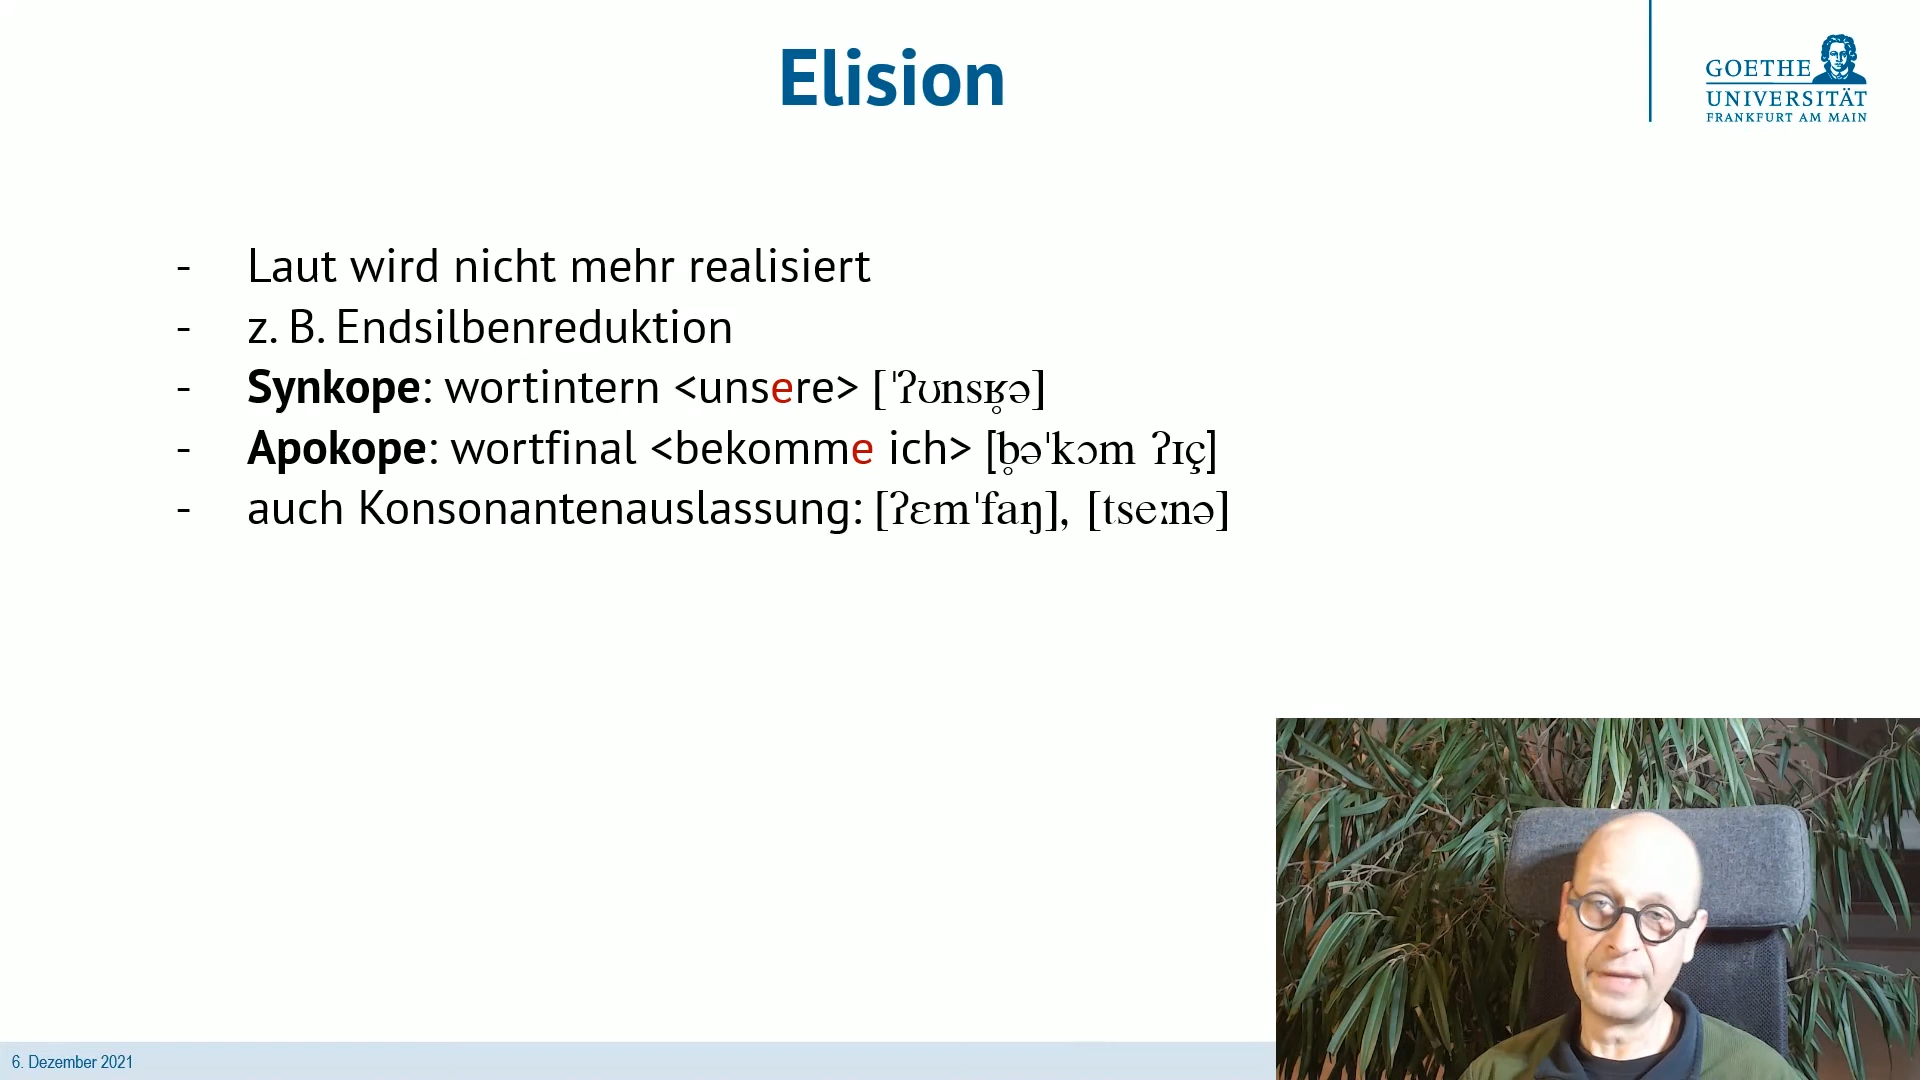 Elision
GOETHE
UNIVERSITÄT
FRANKFURT AM MAIN
- Laut wird nicht mehr realisiert
- z. B. Endsilbenreduktion
- Synkope: wortintern <unsere> [ˈʔʊnsʁ̥ə]
- Apokope: wortfinal <bekomme ich> [b̥əˈkɔm ʔɪç]
- auch Konsonantenauslassung: [ʔɛmˈfaŋ], [tseːnə]
6. Dezember 2021